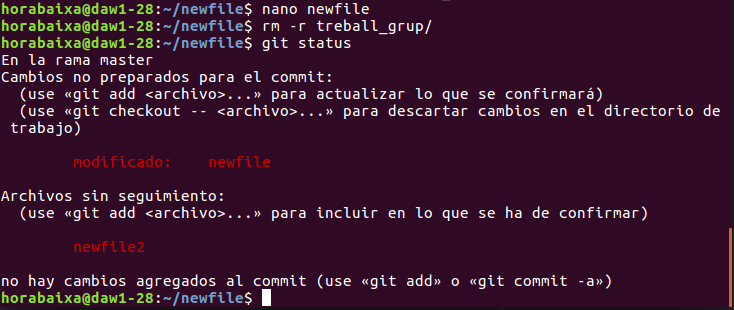 horabaixa@daw1-28:~/newfile$ nano newfile
horabaixa@daw1-28:~/newfile$ rm -r treball_grup/
horabaixa@daw1-28:~/newfile$ git status
En la rama master
Cambios no preparados para el commit:
  (use «git add <archivo>...» para actualizar lo que se confirmará)
  (use «git checkout -- <archivo>...» para descartar cambios en el directorio de
 trabajo)
        modificado:    newfile
Archivos sin seguimiento:
  (use «git add <archivo>...» para incluir en lo que se ha de confirmar)
        newfile2
no hay cambios agregados al commit (use «git add» o «git commit -a»)
horabaixa@daw1-28:~/newfile$